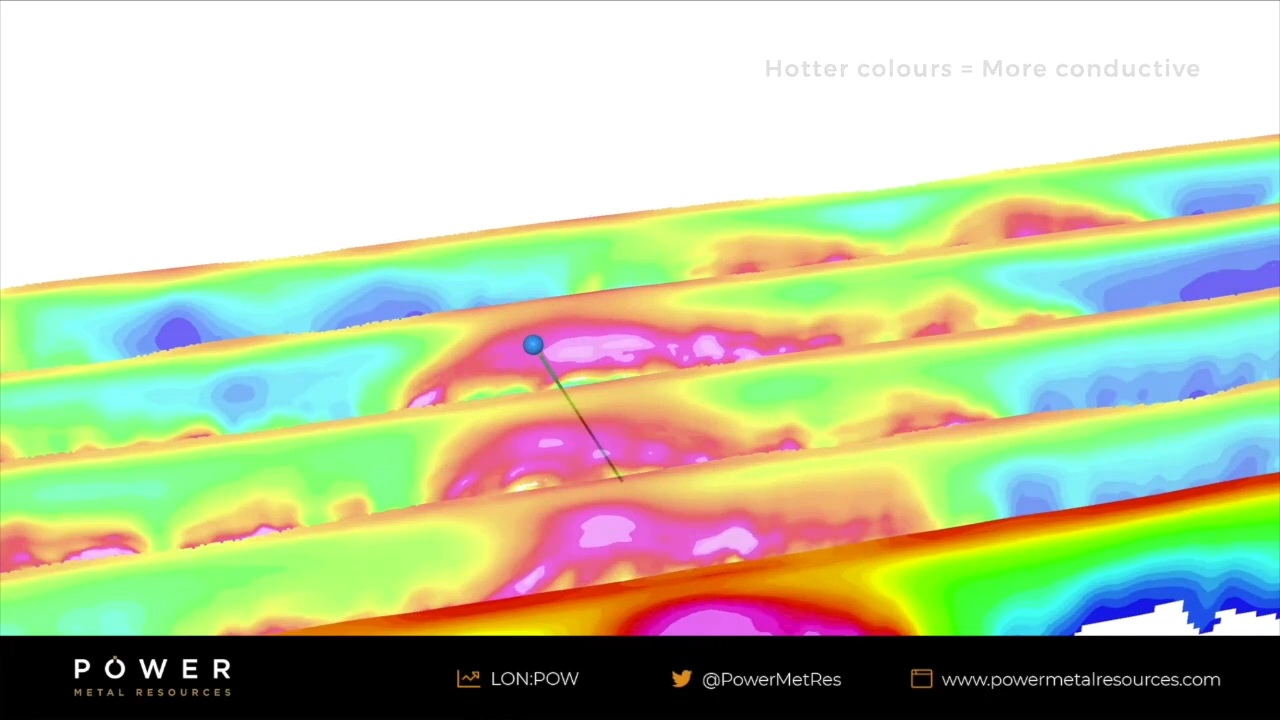 Hotter colours = More conductive
POWER
METAL RESOURCES
LON:POW
@PowerMetRes
www.powermetalresources.com